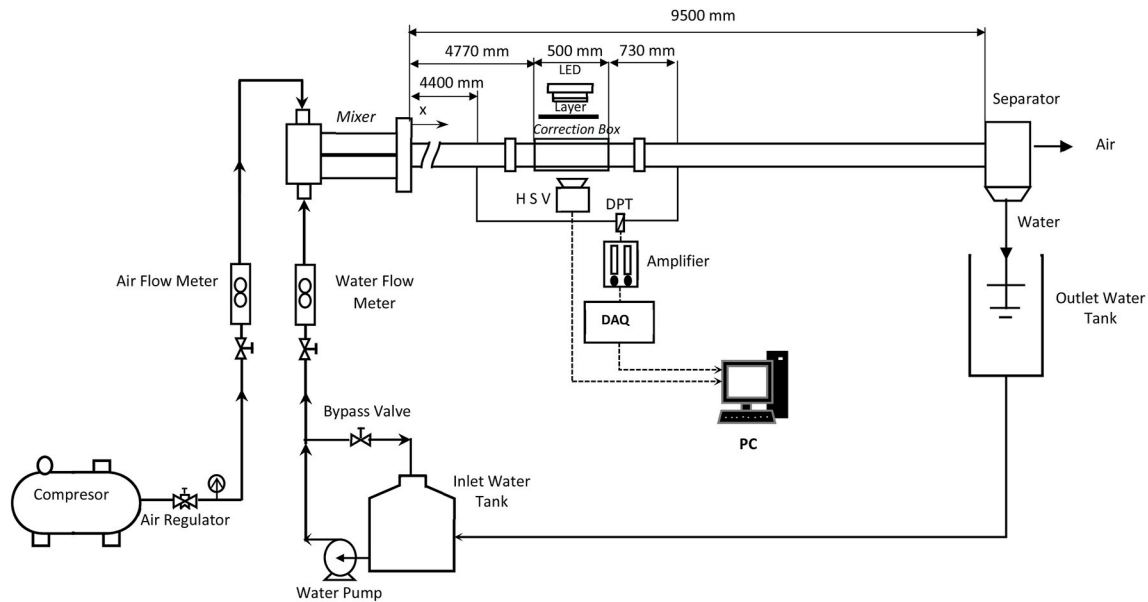 9500 mm
4770 mm
500 mm
730 mm
LED
4400 mm
Layer
x
Mixer
Correction Box
Separator
Air
H S V
DPT
Water
Amplifier
Air Flow Meter
Water Flow
Meter
Outlet Water
Tank
DAQ
Bypass Valve
PC
Inlet Water
Tank
Compresor
Air Regulator
Water Pump